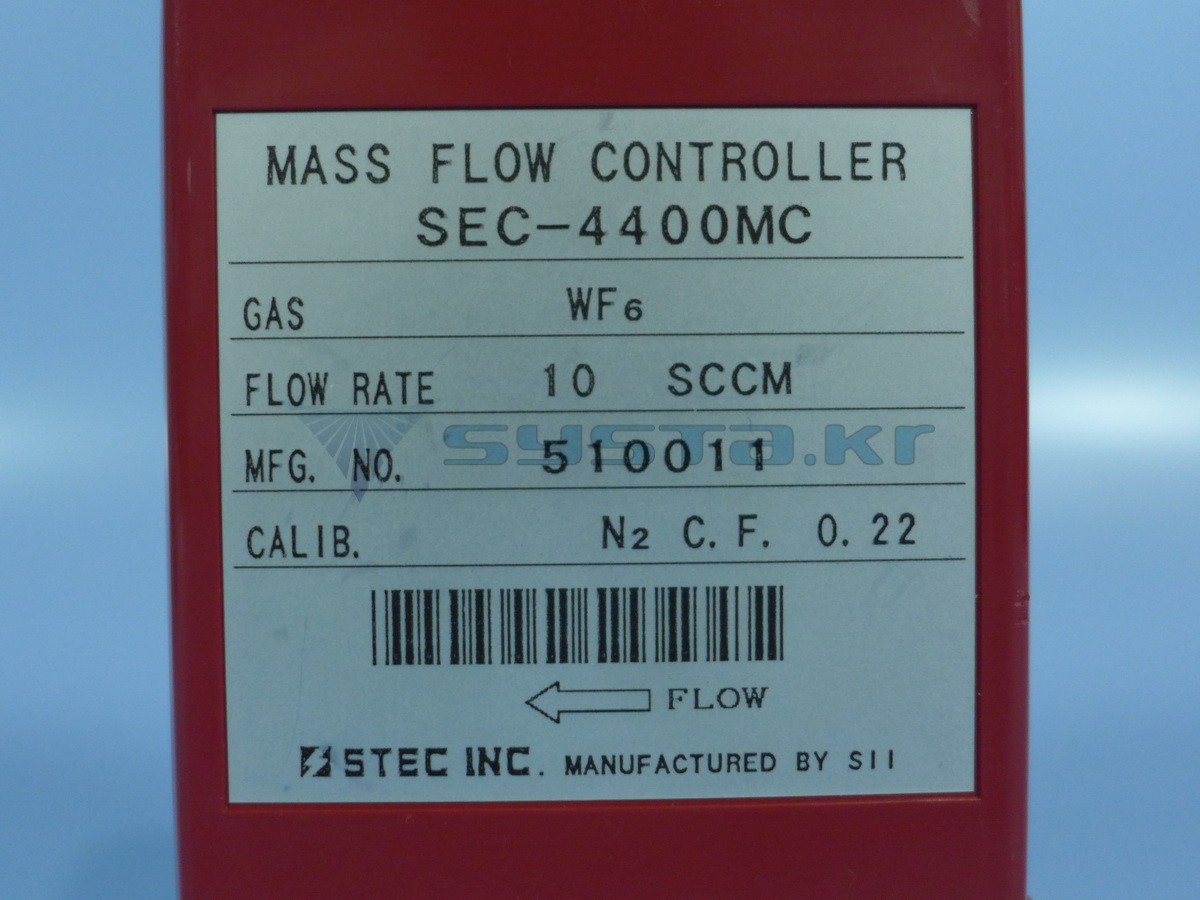 MASS FLOW CONTROLLER
SEC-4400MC
GAS WF6
FLOW RATE 10 SCCM
MFG. NO. 510011
systa.kr
CALIB. N2 C.F. 0.22
FLOW
STEC INC. MANUFACTURED BY SII